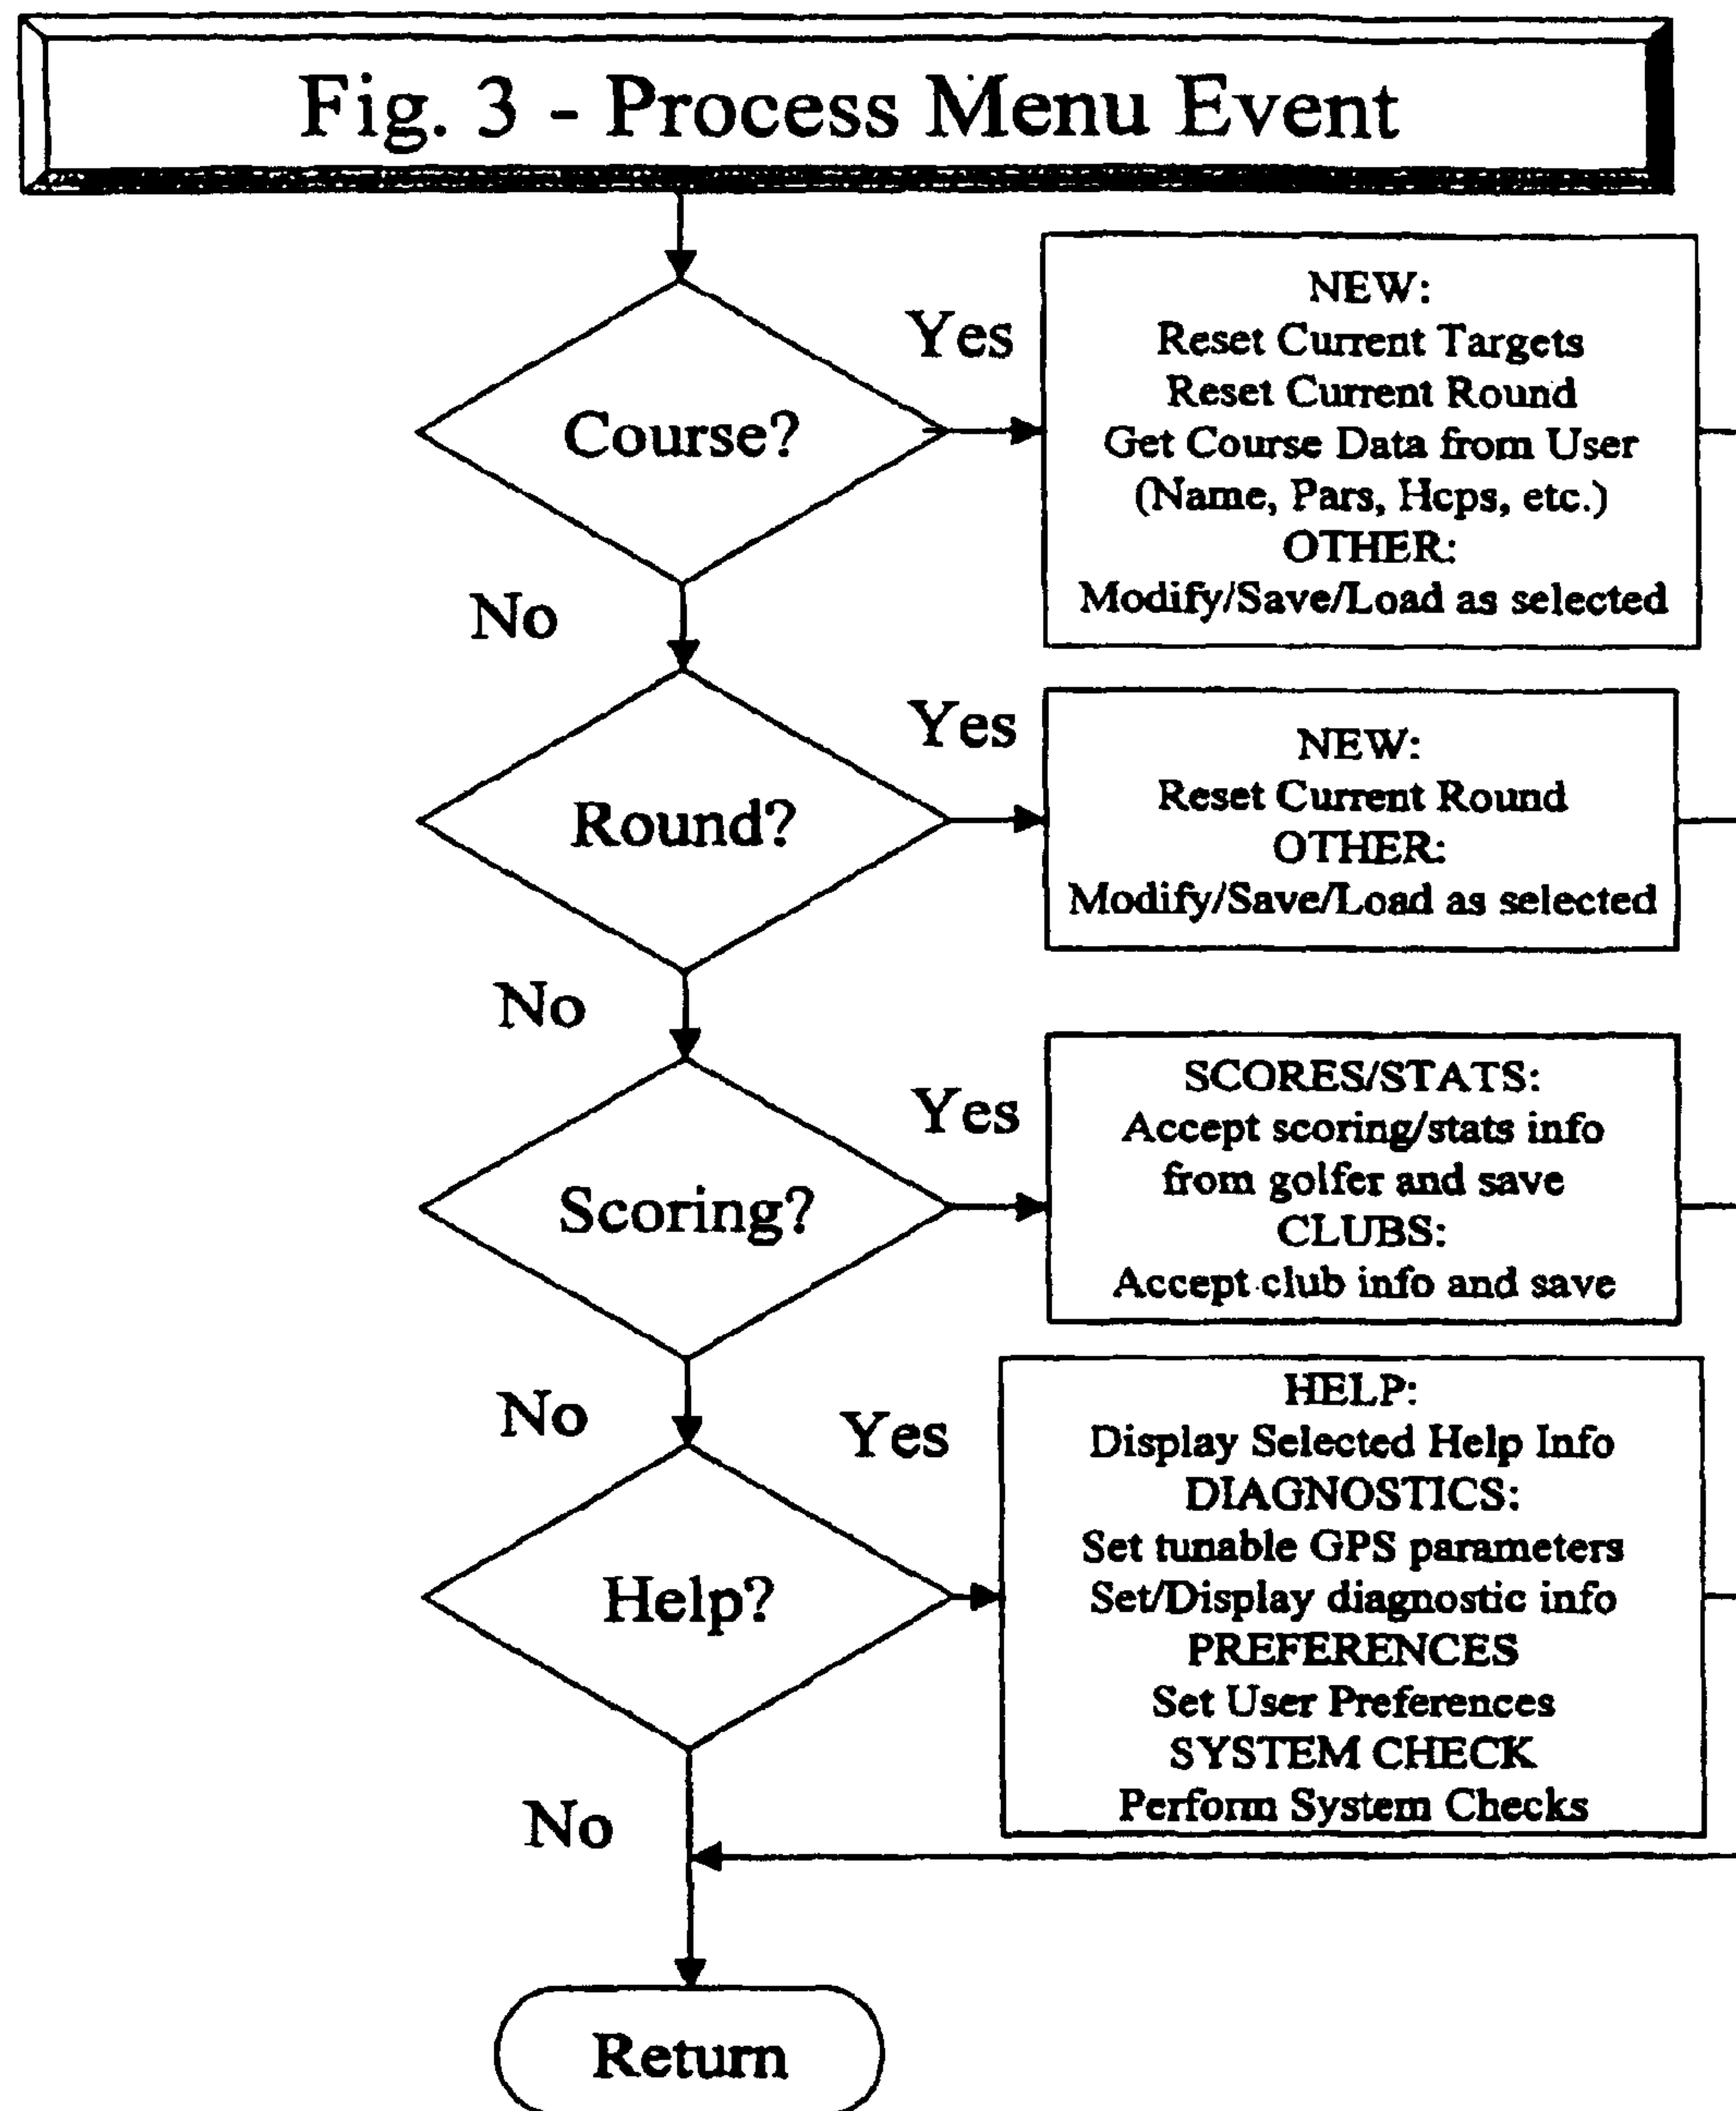 Fig. 3 - Process Menu Event
Course?
Yes
NEW:
Reset Current Targets
Reset Current Round
Get Course Data from User
(Name, Pars, Hcps, etc.)
OTHER:
Modify/Save/Load as selected
No
Round?
Yes
NEW:
Reset Current Round
OTHER:
Modify/Save/Load as selected
No
Scoring?
Yes
SCORES/STATS:
Accept scoring/stats info
from golfer and save
CLUBS:
Accept club info and save
No
Help?
Yes
HELP:
Display Selected Help Info
DIAGNOSTICS:
Set tunable GPS parameters
Set/Display diagnostic info
PREFERENCES
Set User Preferences
SYSTEM CHECK
Perform System Checks
No
Return